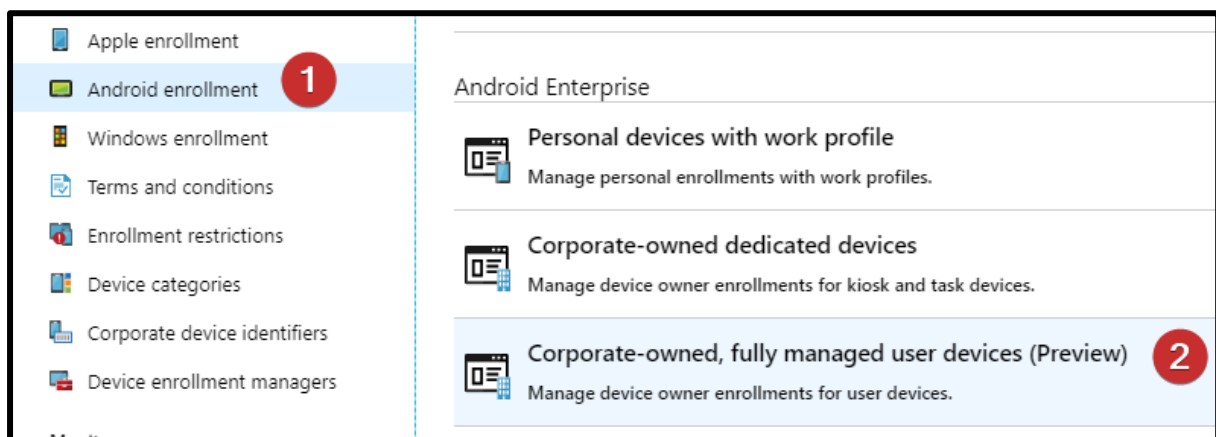 Apple enrollment
Android enrollment
1
Windows enrollment
Terms and conditions
Enrollment restrictions
Device categories
Corporate device identifiers
Device enrollment managers
Android Enterprise
Personal devices with work profile
Manage personal enrollments with work profiles.
Corporate-owned dedicated devices
Manage device owner enrollments for kiosk and task devices.
Corporate-owned, fully managed user devices (Preview)
2
Manage device owner enrollments for user devices.